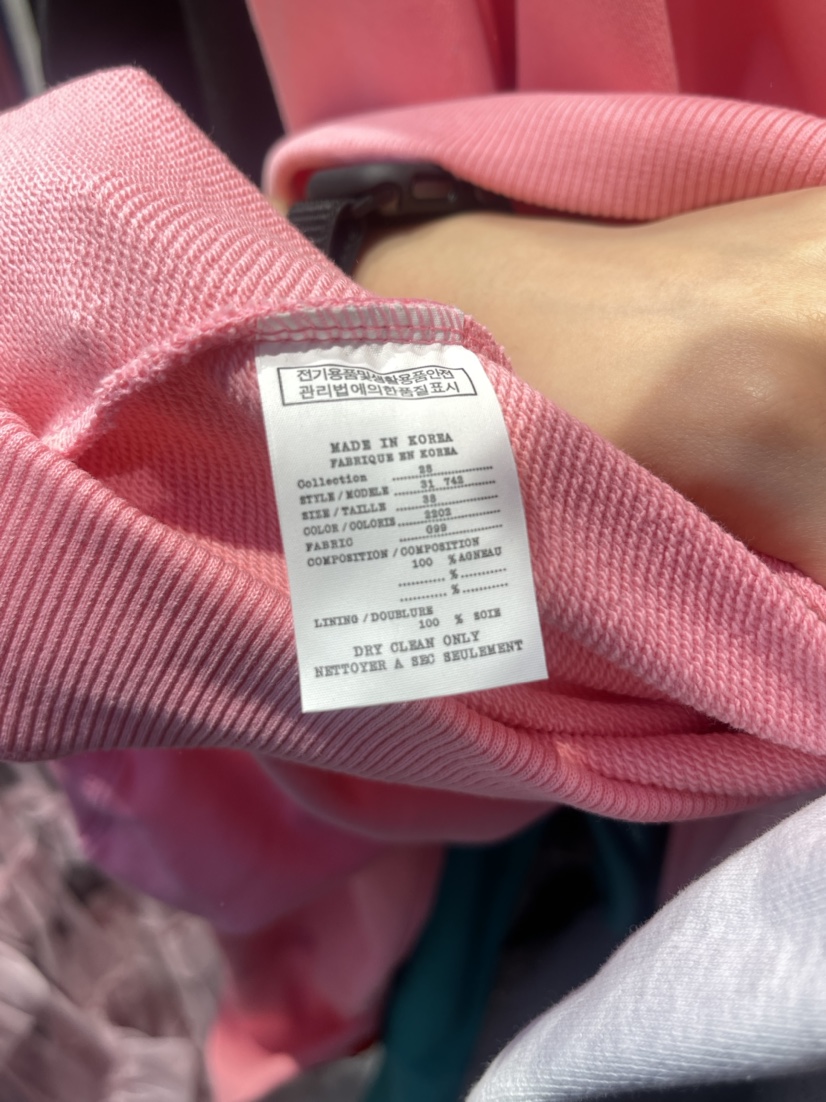 전기용품및생활용품안전
관리법에의한품질표시
MADE IN KOREA
FABRIQUE EN KOREA
Collection 28
STYLE/MODELE 31 742
SIZE/TAILLE 38
COLOR/COLORIS 2202
FABRIC 099
COMPOSITION/COMPOSITION
100 % AGNEAU
%
%
LINING/DOUBLURE
100 % SOIE
DRY CLEAN ONLY
NETTOYER A SEC SEULEMENT